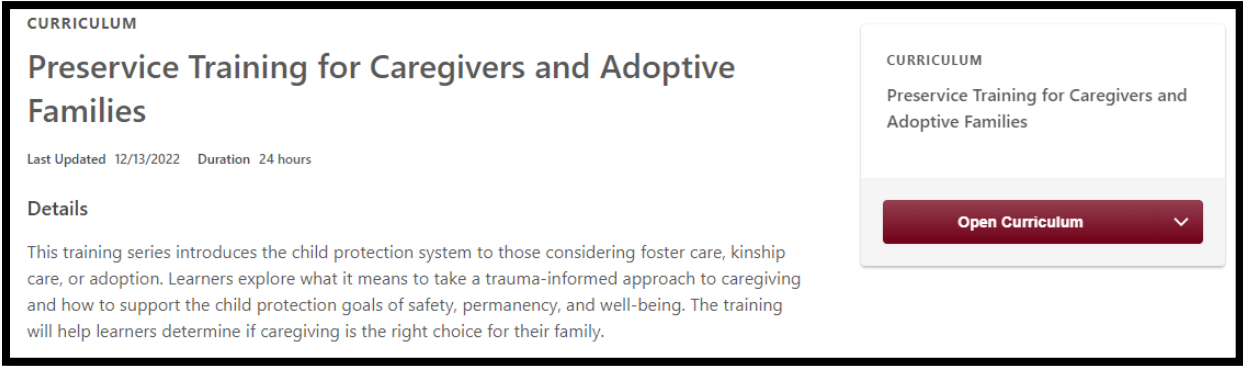 CURRICULUM
Preservice Training for Caregivers and Adoptive
Families
Last Updated 12/13/2022 Duration 24 hours
Details
This training series introduces the child protection system to those considering foster care, kinship
care, or adoption. Learners explore what it means to take a trauma-informed approach to caregiving
and how to support the child protection goals of safety, permanency, and well-being. The training
will help learners determine if caregiving is the right choice for their family.
CURRICULUM
Preservice Training for Caregivers and
Adoptive Families
Open Curriculum